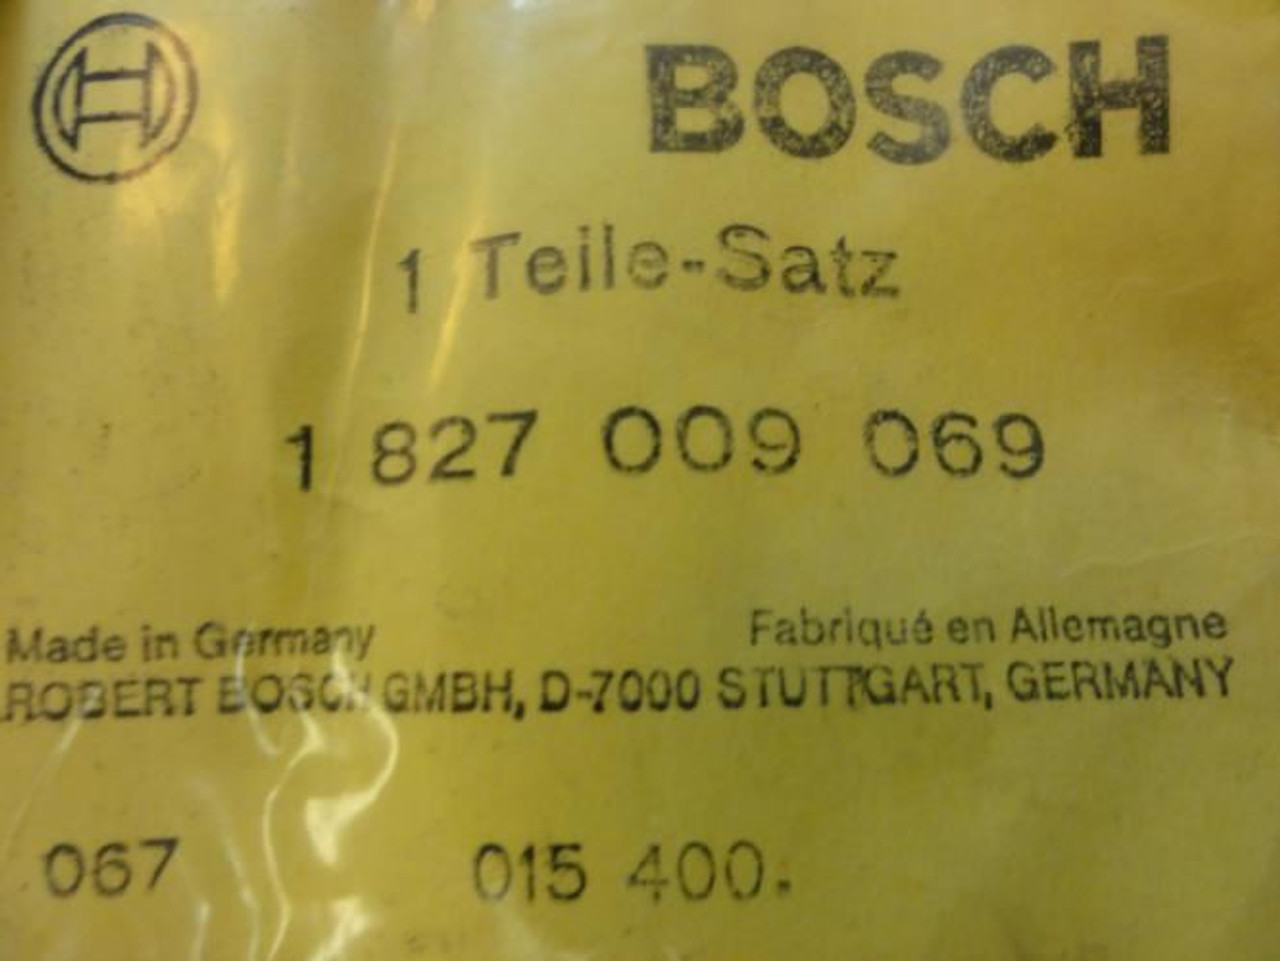 BOSCH
1 Teile-Satz
1 827 009 069
Made in Germany Fabriqué en Allemagne
ROBERT BOSCH GMBH, D-7000 STUTTGART, GERMANY
067 015 400.